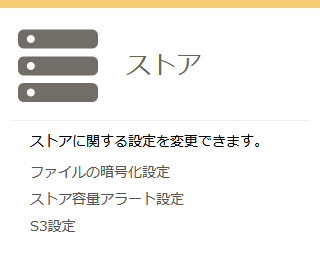 ストア
ストアに関する設定を変更できます。
ファイルの暗号化設定
ストア容量アラート設定
S3設定